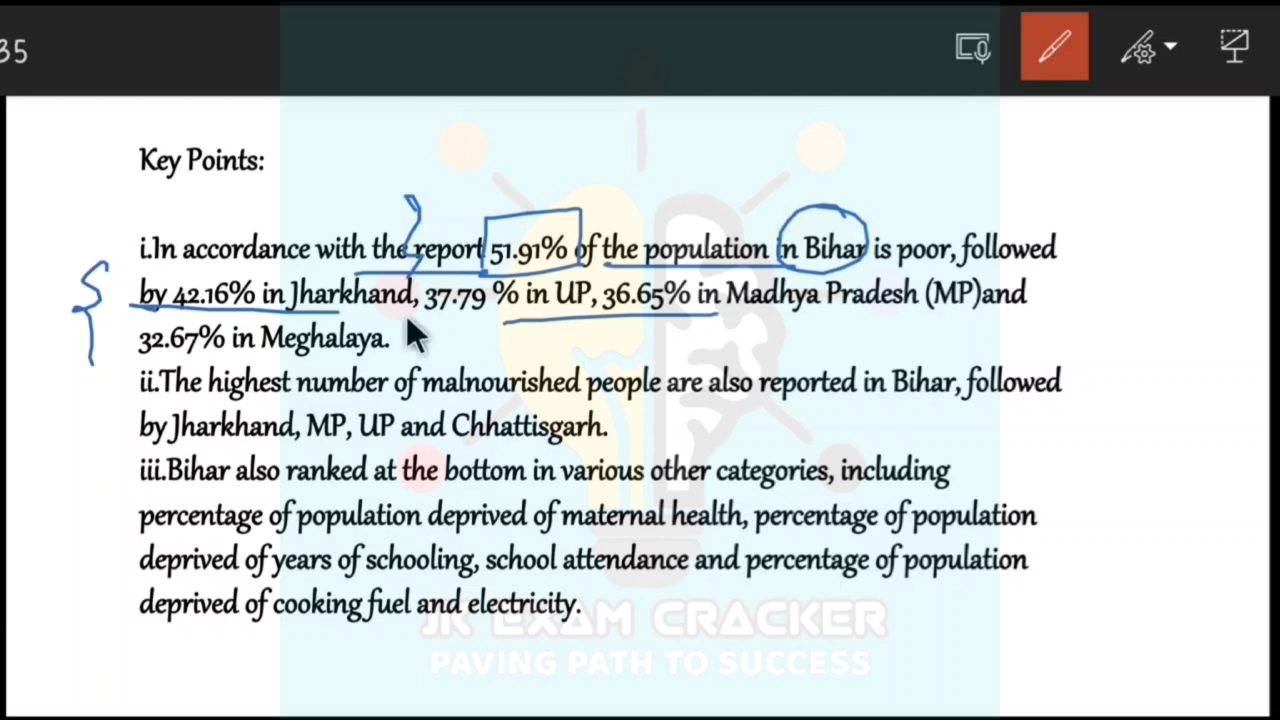 35
Key Points:
i.In accordance with the report 51.91% of the population in Bihar is poor, followed
by 42.16% in Jharkhand, 37.79 % in UP, 36.65% in Madhya Pradesh (MP)and
32.67% in Meghalaya.
ii.The highest number of malnourished people are also reported in Bihar, followed
by Jharkhand, MP, UP and Chhattisgarh.
iii.Bihar also ranked at the bottom in various other categories, including
percentage of population deprived of maternal health, percentage of population
deprived of years of schooling, school attendance and percentage of population
deprived of cooking fuel and electricity.
JK EXAM CRACKER
PAVING PATH TO SUCCESS